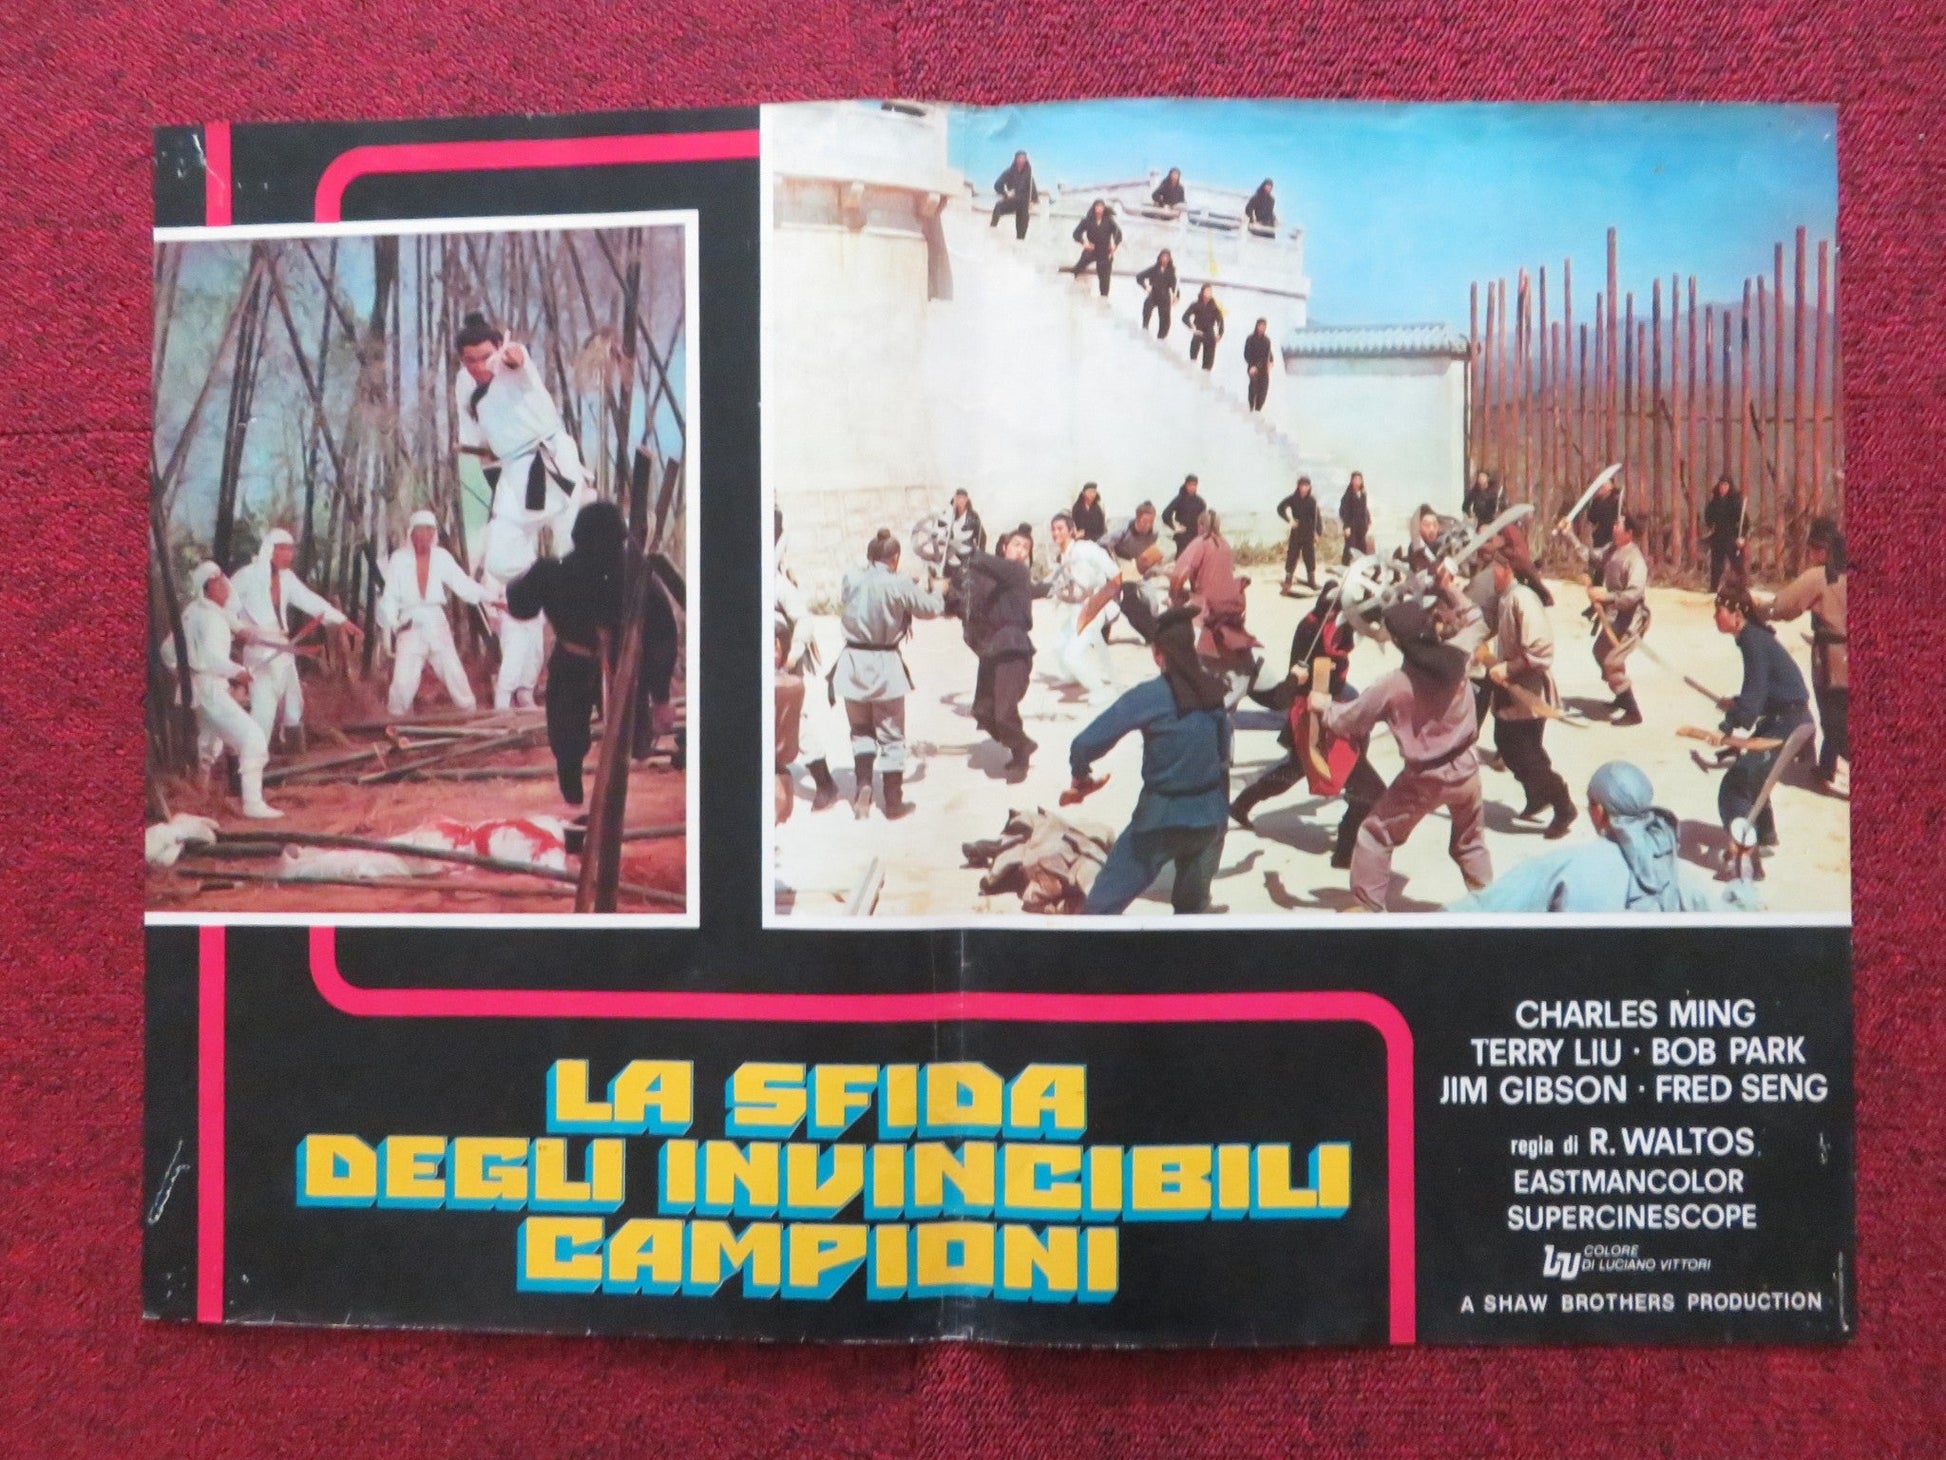 LA SFIDA
DEGLI INVINCIBILI
CAMPIONI
CHARLES MING
TERRY LIU · BOB PARK
JIM GIBSON · FRED SENG
regia di R. WALTOS
EASTMANCOLOR
SUPERCINESCOPE
LV COLORE
DI LUCIANO VITTORI
A SHAW BROTHERS PRODUCTION